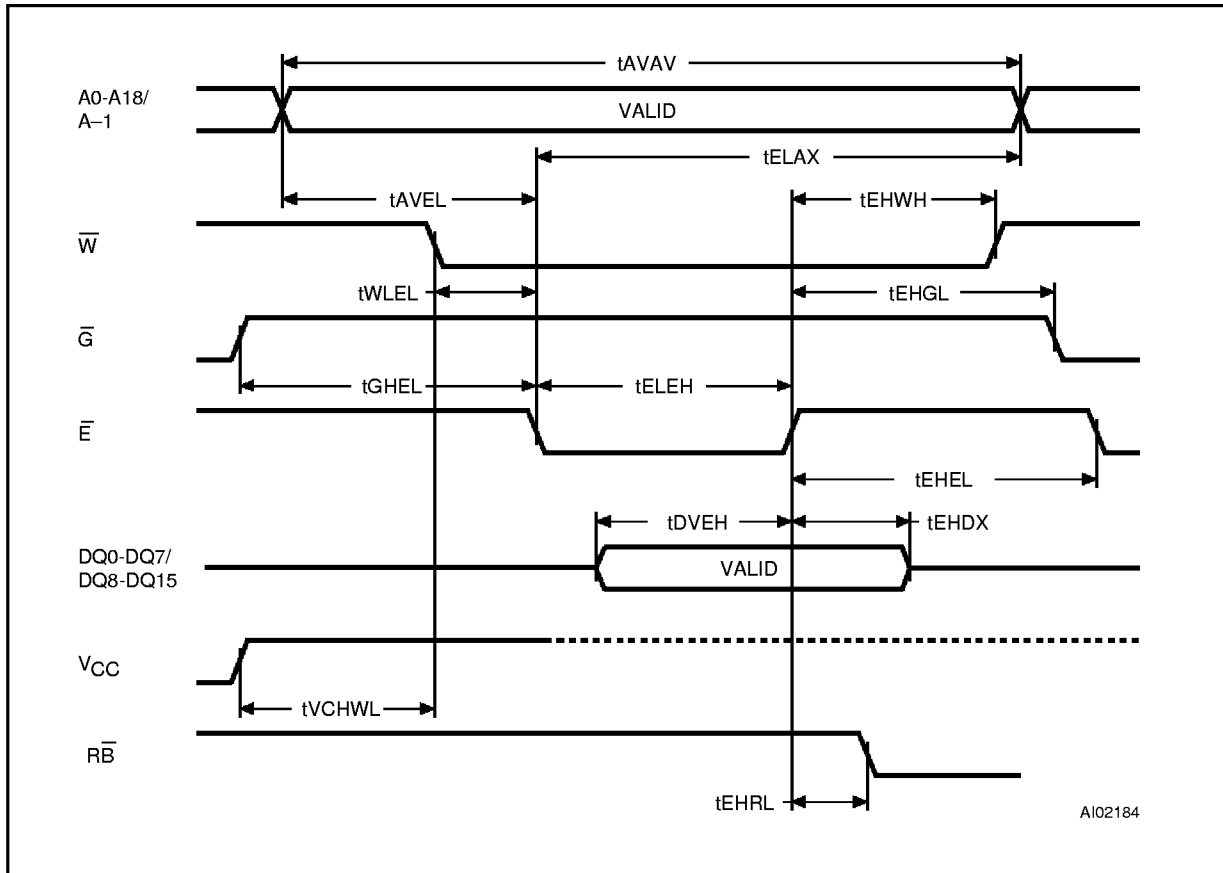 tAVAV
A0-A18/
A–1
VALID
tELAX
tAVEL
tEHWH
W̅
tWLEL
tEHGL
G̅
tGHEL
tELEH
E̅
tEHEL
tDVEH
tEHDX
DQ0-DQ7/
DQ8-DQ15
VALID
VCC
tVCHWL
RB̅
tEHRL
AI02184